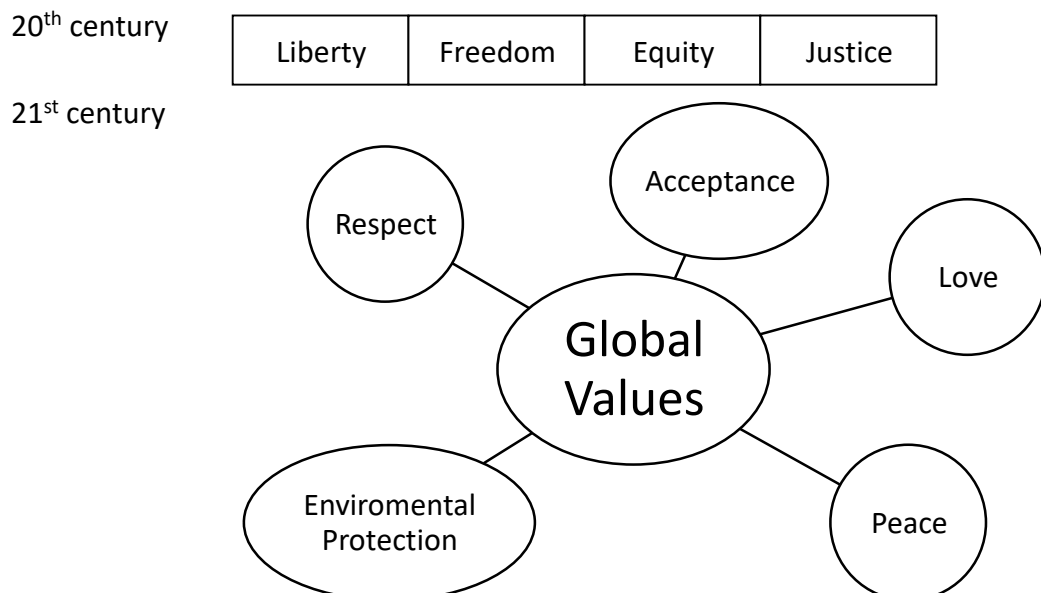 20th century
Liberty Freedom Equity Justice
21st century
Acceptance
Respect
Love
Global
Values
Enviromental
Protection
Peace